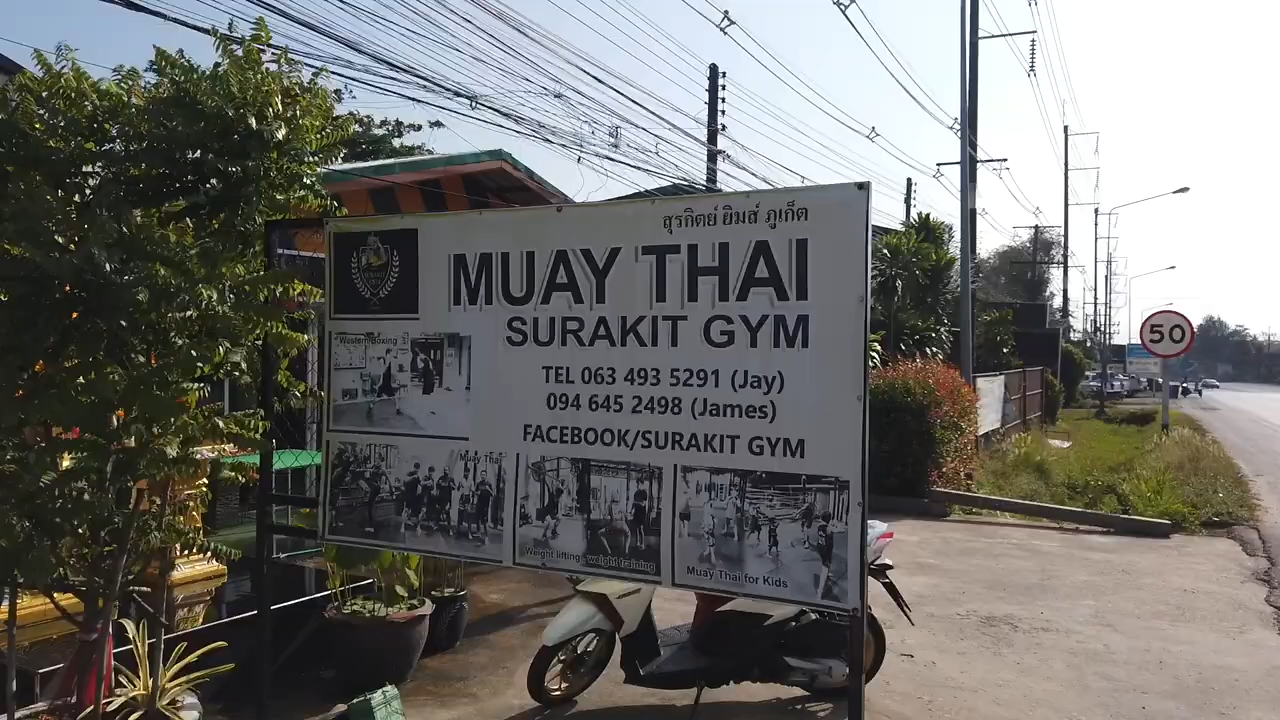 สุรกิตย์ ยิมส์ ภูเก็ต
MUAY THAI
SURAKIT GYM
TEL 063 493 5291 (Jay)
094 645 2498 (James)
FACEBOOK/SURAKIT GYM
SURAKIT
Western Boxing
Muay Thai
Weight lifting - weight training
Muay Thai for Kids
50